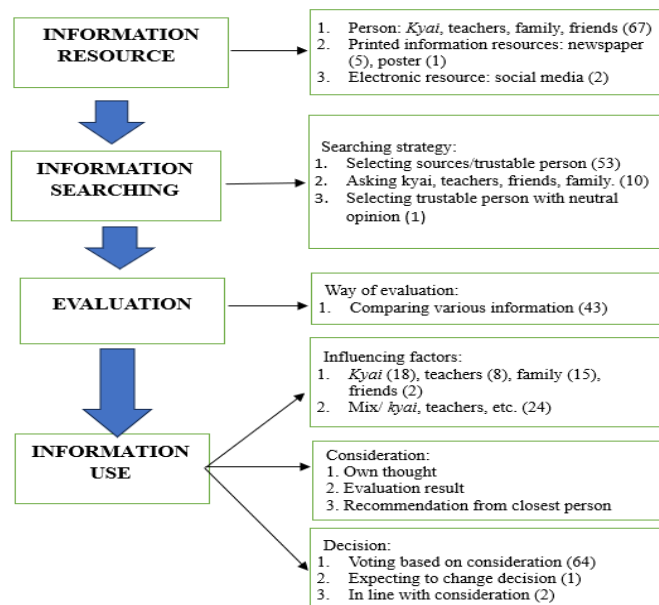 INFORMATION
RESOURCE
1. Person: Kyai, teachers, family, friends (67)
2. Printed information resources: newspaper
(5), poster (1)
3. Electronic resource: social media (2)
INFORMATION
SEARCHING
Searching strategy:
1. Selecting sources/trustable person (53)
2. Asking kyai, teachers, friends, family. (10)
3. Selecting trustable person with neutral
opinion (1)
EVALUATION
Way of evaluation:
1. Comparing various information (43)
INFORMATION
USE
Influencing factors:
1. Kyai (18), teachers (8), family (15),
friends (2)
2. Mix/ kyai, teachers, etc. (24)
Consideration:
1. Own thought
2. Evaluation result
3. Recommendation from closest person
Decision:
1. Voting based on consideration (64)
2. Expecting to change decision (1)
3. In line with consideration (2)